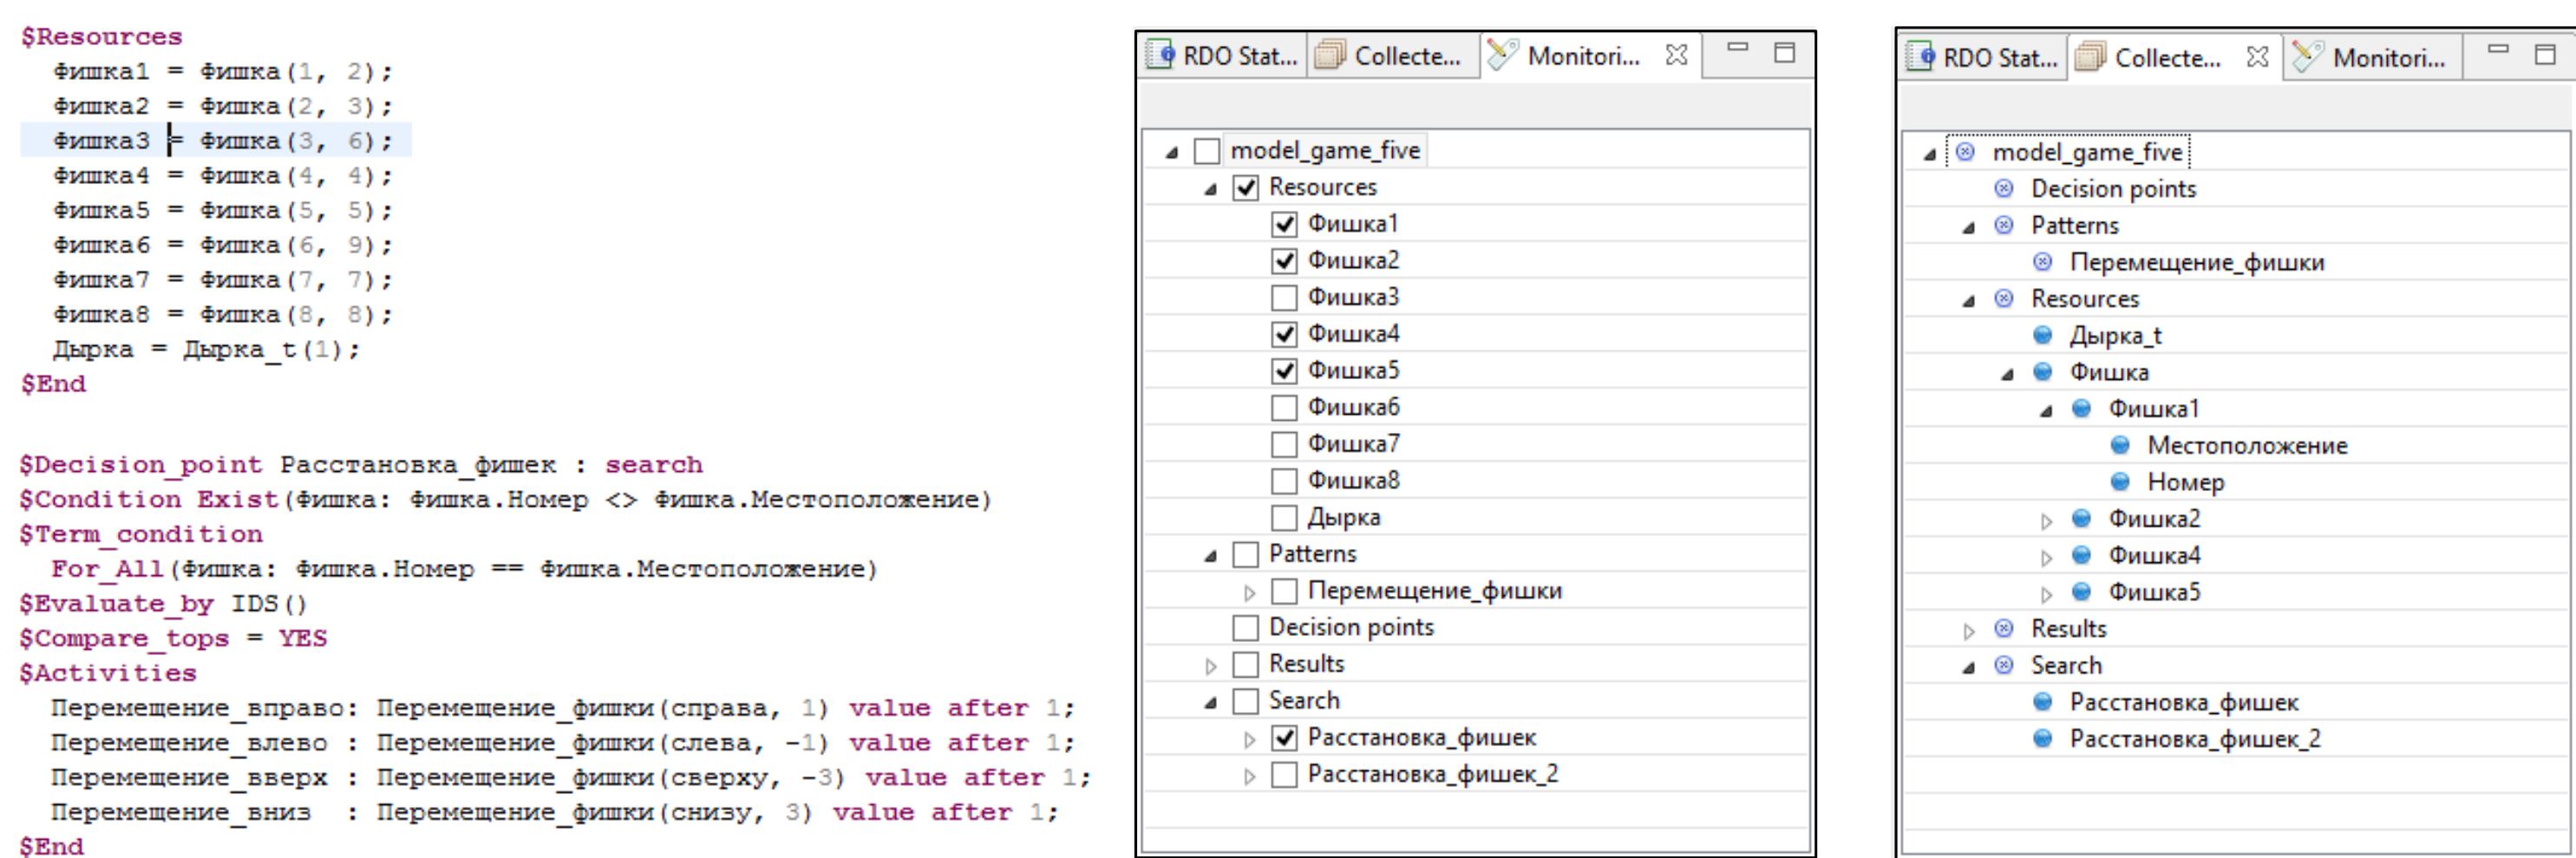 $Resources
Фишка1 = Фишка(1, 2);
Фишка2 = Фишка(2, 3);
Фишка3 = Фишка(3, 6);
Фишка4 = Фишка(4, 4);
Фишка5 = Фишка(5, 5);
Фишка6 = Фишка(6, 9);
Фишка7 = Фишка(7, 7);
Фишка8 = Фишка(8, 8);
Дырка = Дырка_t(1);
$End
$Decision_point Расстановка_фишек : search
$Condition Exist(Фишка: Фишка.Номер <> Фишка.Местоположение)
$Term_condition
For_All(Фишка: Фишка.Номер == Фишка.Местоположение)
$Evaluate_by IDS()
$Compare_tops = YES
$Activities
Перемещение_вправо: Перемещение_фишки(справа, 1) value after 1;
Перемещение_влево : Перемещение_фишки(слева, -1) value after 1;
Перемещение_вверх : Перемещение_фишки(сверху, -3) value after 1;
Перемещение_вниз : Перемещение_фишки(снизу, 3) value after 1;
$End
RDO Stat... Collecte... Monitori...
model_game_five
Resources
Фишка1
Фишка2
Фишка3
Фишка4
Фишка5
Фишка6
Фишка7
Фишка8
Дырка
Patterns
Перемещение_фишки
Decision points
Results
Search
Расстановка_фишек
Расстановка_фишек_2
RDO Stat... Collecte... Monitori...
model_game_five
Decision points
Patterns
Перемещение_фишки
Resources
Дырка_t
Фишка
Фишка1
Местоположение
Номер
Фишка2
Фишка4
Фишка5
Results
Search
Расстановка_фишек
Расстановка_фишек_2